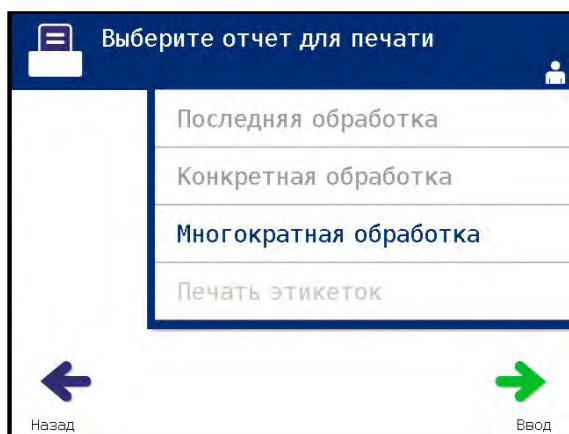 Выберите отчет для печати
Последняя обработка
Конкретная обработка
Многократная обработка
Печать этикеток
Назад
Ввод